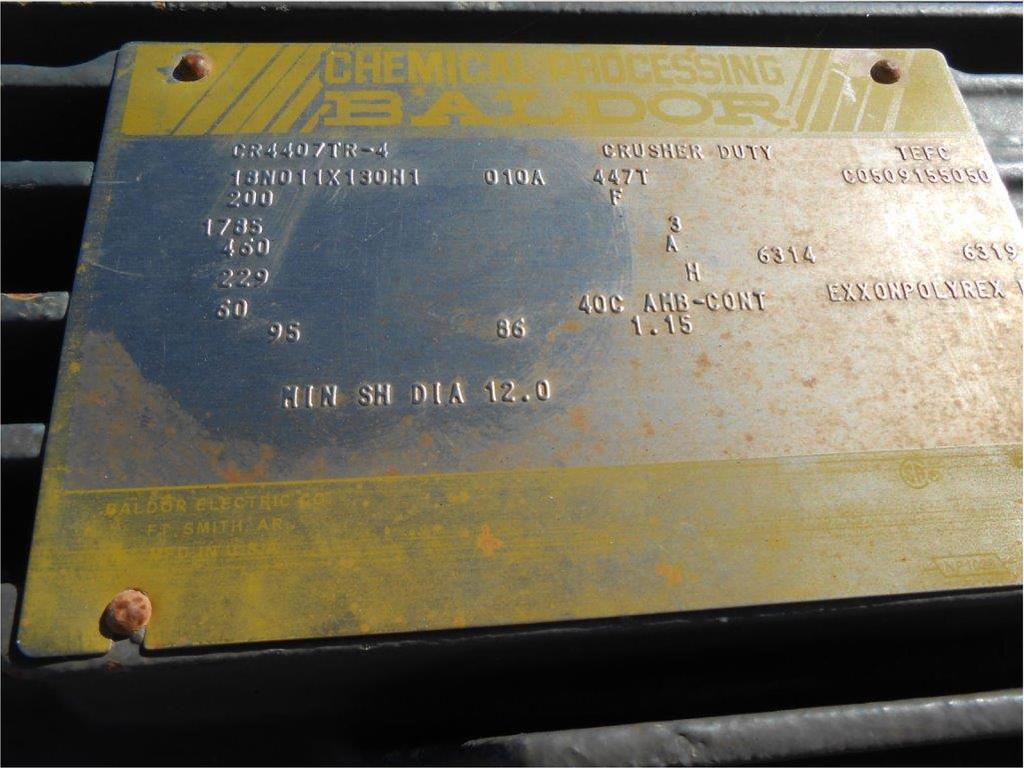 CHEMICAL PROCESSING
BALDOR
CR4407TR-4 CRUSHER DUTY TEFC
18N011X130H1 010A 447T C0509155050
200 F
1785 3
460 A 6314 6319
229 H
60 40C AMB-CONT EXXONPOLYREX
95 86 1.15
MIN SH DIA 12.0
BALDOR ELECTRIC CO
FT. SMITH, AR.
MFD IN U.S.A.